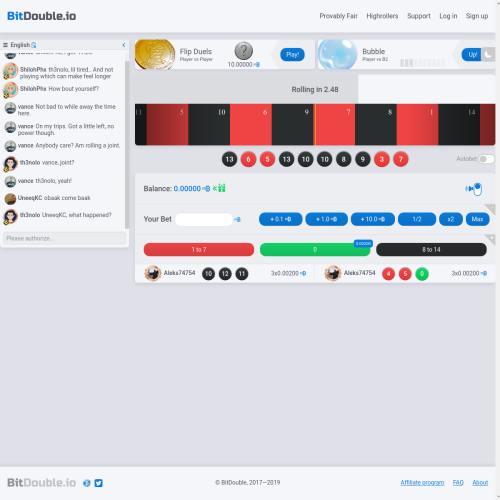 BitDouble.io
Provably Fair Highrollers Support Log in Sign up
English
vance
ShilohPhx th3nolo, lil tired.. And not
playing which can make feel longer
ShilohPhx How bout yourself?
vance Not bad to while away the time
here.
vance On my trips. Got a little left, no
power though.
vance Anybody care? Am rolling a joint.
th3nolo vance, joint?
vance th3nolo, yeah!
UneeqKC obaak come baak
th3nolo UneeqKC, what happened?
Please authorize...
Flip Duels
Player vs Player
10.00000
Play!
Bubble
Player vs B2
Up!
Rolling in 2.48
11 5 10 6 9 7 8 1 14
13 6 5 13 10 10 8 9 3 7
Autobet
Balance: 0.00000
Your Bet
+ 0.1 + 1.0 + 10.0 1/2 x2 Max
0.00000
1 to 7 0 8 to 14
Aleks74754 10 12 11 3x0.00200
Aleks74754 4 5 0 3x0.00200
BitDouble.io
© BitDouble, 2017—2019
Affiliate program FAQ About